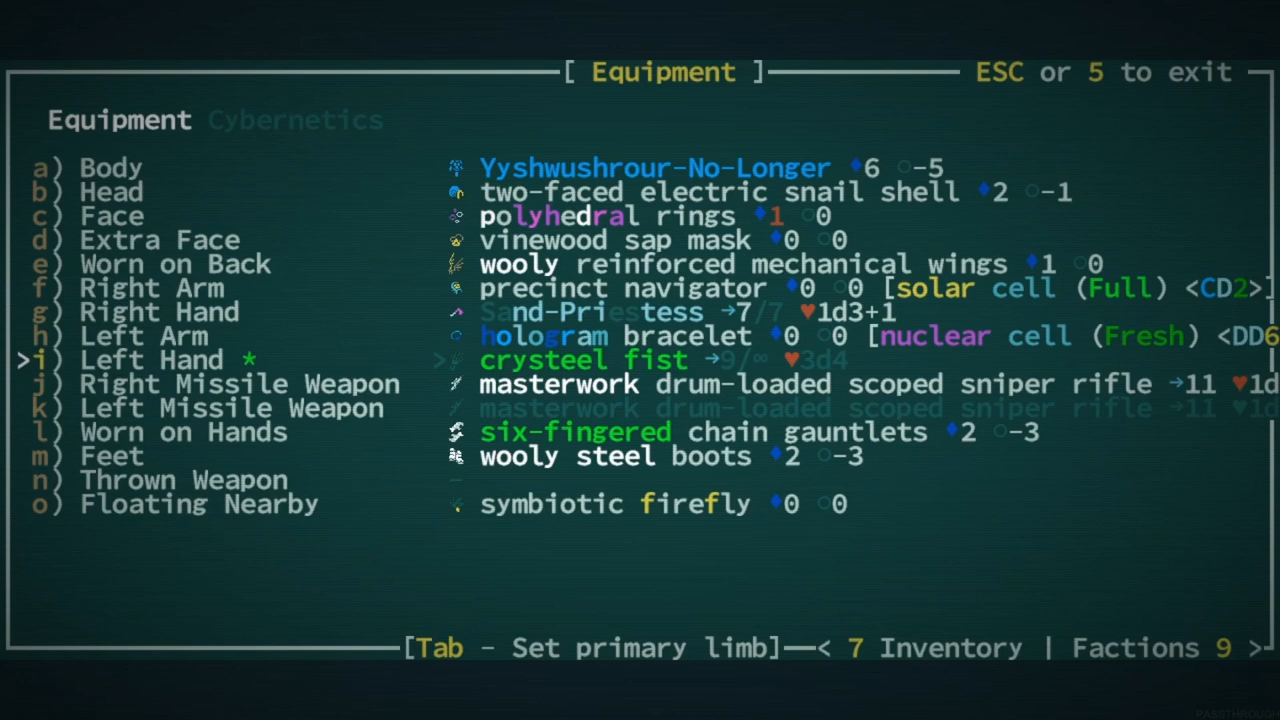 [ Equipment ] ESC or 5 to exit
Equipment Cybernetics
a) Body Yyshwushrour-No-Longer ♦6 ○-5
b) Head two-faced electric snail shell ♦2 ○-1
c) Face polyhedral rings ♦1 ○0
d) Extra Face vinewood sap mask ♦0 ○0
e) Worn on Back wooly reinforced mechanical wings ♦1 ○0
f) Right Arm precinct navigator ♦0 ○0 [solar cell (Full) <CD2>]
g) Right Hand Sand-Priestess →7/7 ♥1d3+1
h) Left Arm hologram bracelet ♦0 ○0 [nuclear cell (Fresh) <DD6
>i) Left Hand * > crysteel fist →9/∞ ♥3d4
j) Right Missile Weapon masterwork drum-loaded scoped sniper rifle →11 ♥1d
k) Left Missile Weapon masterwork drum-loaded scoped sniper rifle →11 ♥1d
l) Worn on Hands six-fingered chain gauntlets ♦2 ○-3
m) Feet wooly steel boots ♦2 ○-3
n) Thrown Weapon -
o) Floating Nearby symbiotic firefly ♦0 ○0
[Tab - Set primary limb] < 7 Inventory | Factions 9 >